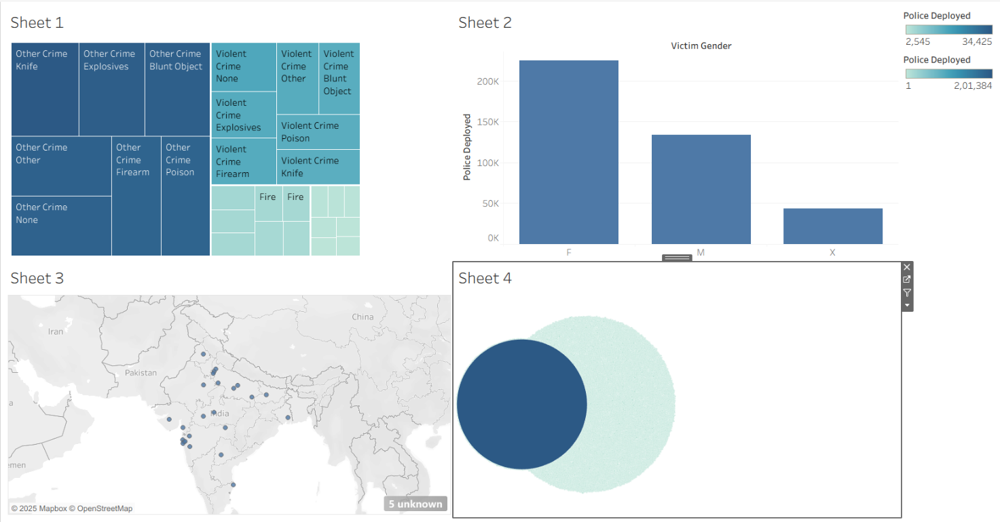 Sheet 1
Other Crime
Knife
Other Crime
Explosives
Other Crime
Blunt Object
Violent
Crime
None
Violent
Crime
Other
Violent
Crime
Blunt
Object
Violent
Crime
Explosives
Violent Crime
Poison
Other Crime
Other
Other
Crime
Firearm
Other
Crime
Poison
Violent
Crime
Firearm
Violent Crime
Knife
Other Crime
None
Fire
Fire
Sheet 2
Victim Gender
Police Deployed
200K
150K
100K
50K
0K
F
M
X
Police Deployed
2,545 34,425
Police Deployed
1 2,01,384
Sheet 3
Iran
China
Pakistan
India
a
men
© 2025 Mapbox © OpenStreetMap
5 unknown
Sheet 4